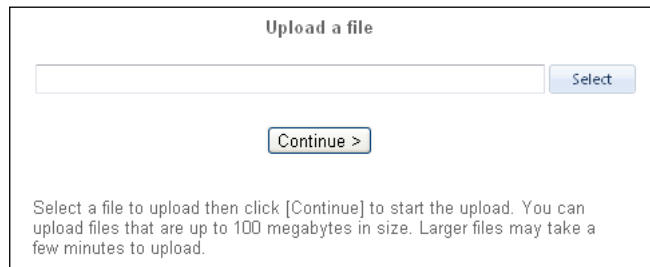 Upload a file
Select
Continue >
Select a file to upload then click [Continue] to start the upload. You can
upload files that are up to 100 megabytes in size. Larger files may take a
few minutes to upload.